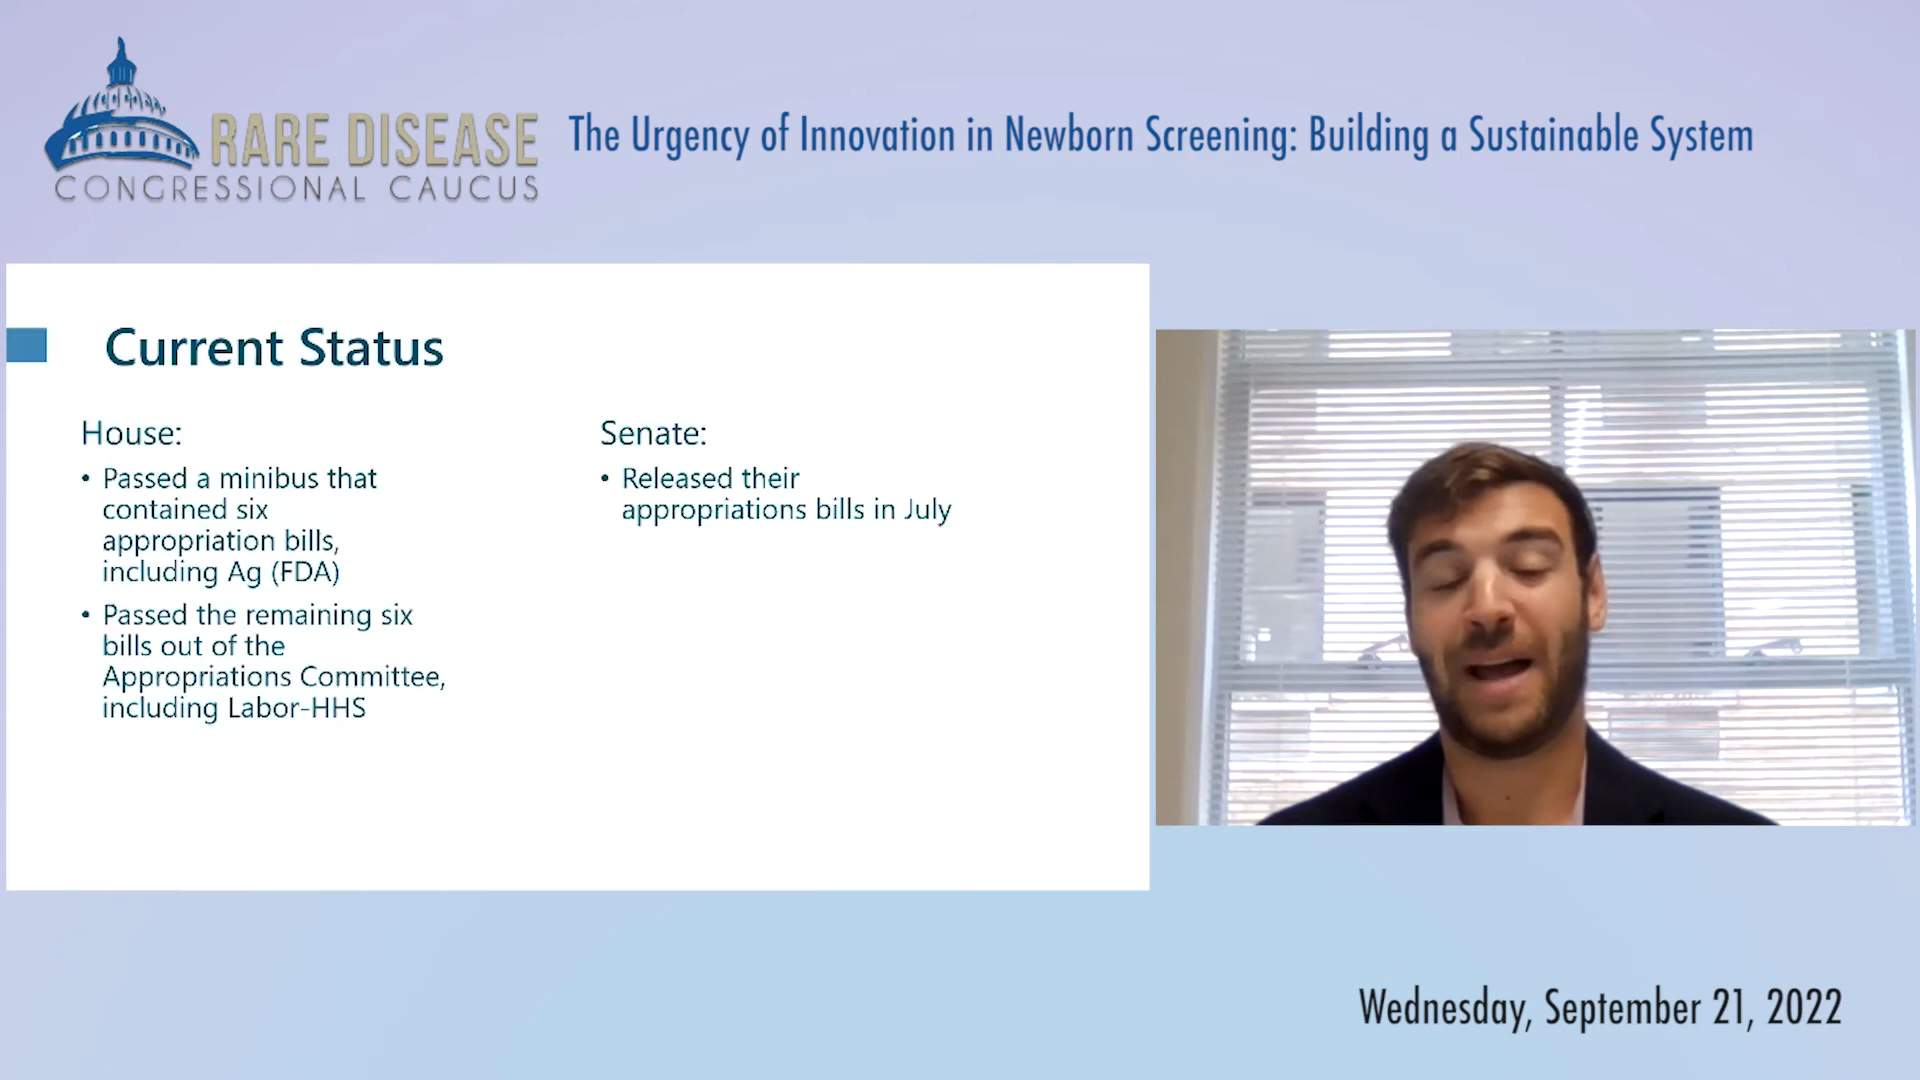 RARE DISEASE
CONGRESSIONAL CAUCUS
The Urgency of Innovation in Newborn Screening: Building a Sustainable System
Current Status
House:
• Passed a minibus that
contained six
appropriation bills,
including Ag (FDA)
• Passed the remaining six
bills out of the
Appropriations Committee,
including Labor-HHS
Senate:
• Released their
appropriations bills in July
Wednesday, September 21, 2022